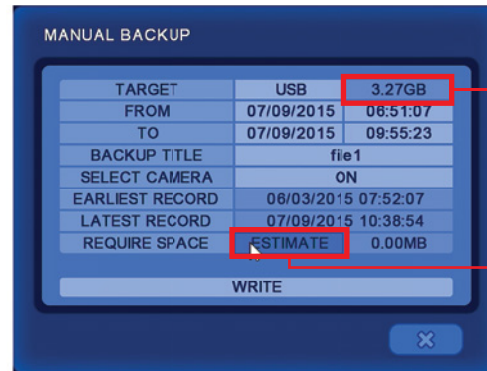 MANUAL BACKUP
TARGET USB 3.27GB
FROM 07/09/2015 06:51:07
TO 07/09/2015 09:55:23
BACKUP TITLE file1
SELECT CAMERA ON
EARLIEST RECORD 06/03/2015 07:52:07
LATEST RECORD 07/09/2015 10:38:54
REQUIRE SPACE ESTIMATE 0.00MB
WRITE